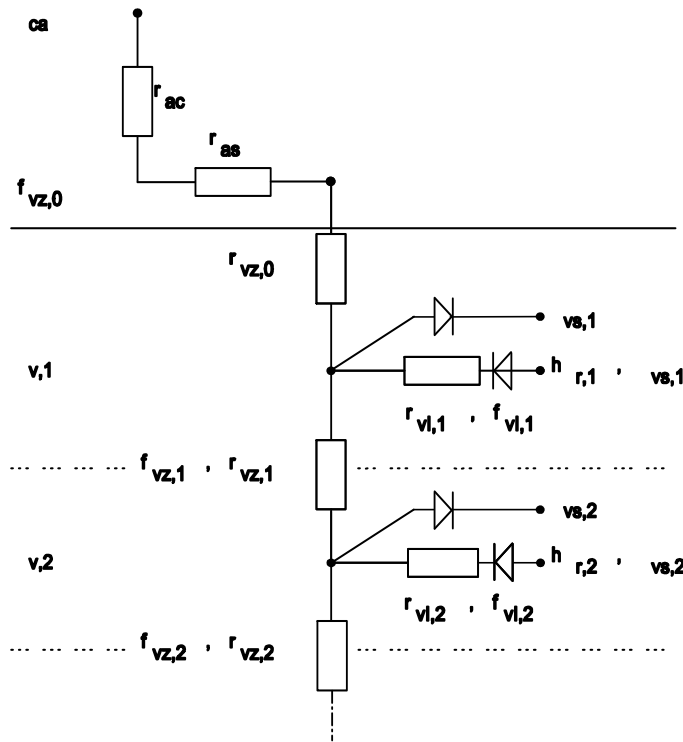 ca
r ac
r as
f vz,0
r vz,0
vs,1
v,1
h r,1 , vs,1
r vl,1 , f vl,1
f vz,1 , r vz,1
vs,2
v,2
h r,2 , vs,2
r vl,2 , f vl,2
f vz,2 , r vz,2